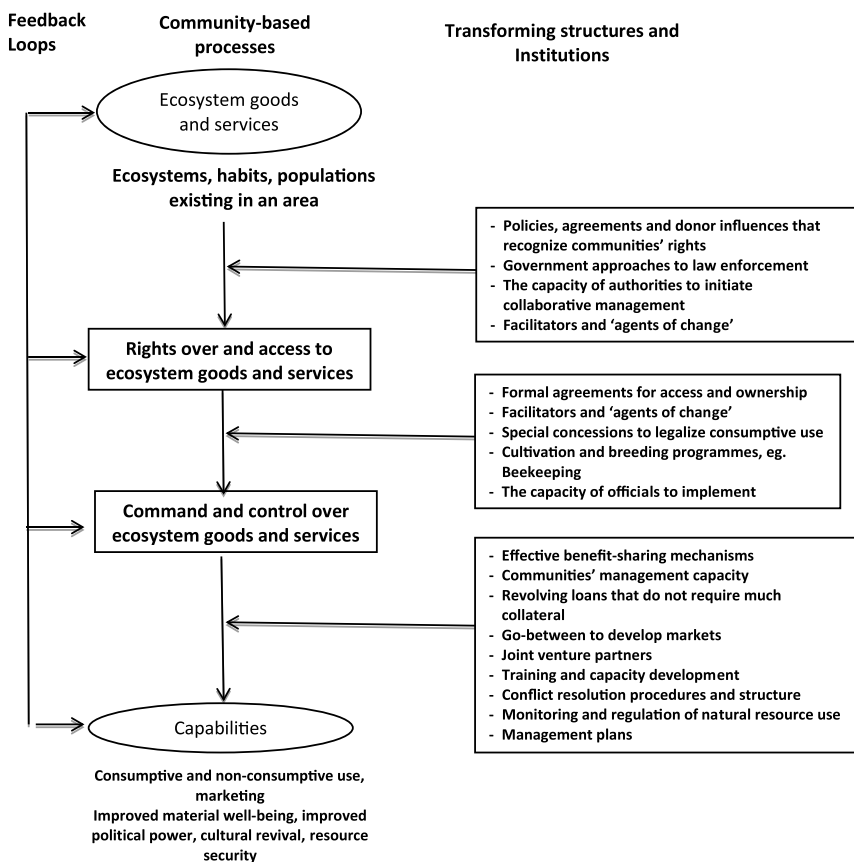 Feedback
Loops
Community-based
processes
Transforming structures and
Institutions
Ecosystem goods
and services
Ecosystems, habits, populations
existing in an area
- Policies, agreements and donor influences that
recognize communities’ rights
- Government approaches to law enforcement
- The capacity of authorities to initiate
collaborative management
- Facilitators and ‘agents of change’
Rights over and access to
ecosystem goods and services
- Formal agreements for access and ownership
- Facilitators and ‘agents of change’
- Special concessions to legalize consumptive use
- Cultivation and breeding programmes, eg.
Beekeeping
- The capacity of officials to implement
Command and control over
ecosystem goods and services
- Effective benefit-sharing mechanisms
- Communities’ management capacity
- Revolving loans that do not require much
collateral
- Go-between to develop markets
- Joint venture partners
- Training and capacity development
- Conflict resolution procedures and structure
- Monitoring and regulation of natural resource use
- Management plans
Capabilities
Consumptive and non-consumptive use,
marketing
Improved material well-being, improved
political power, cultural revival, resource
security